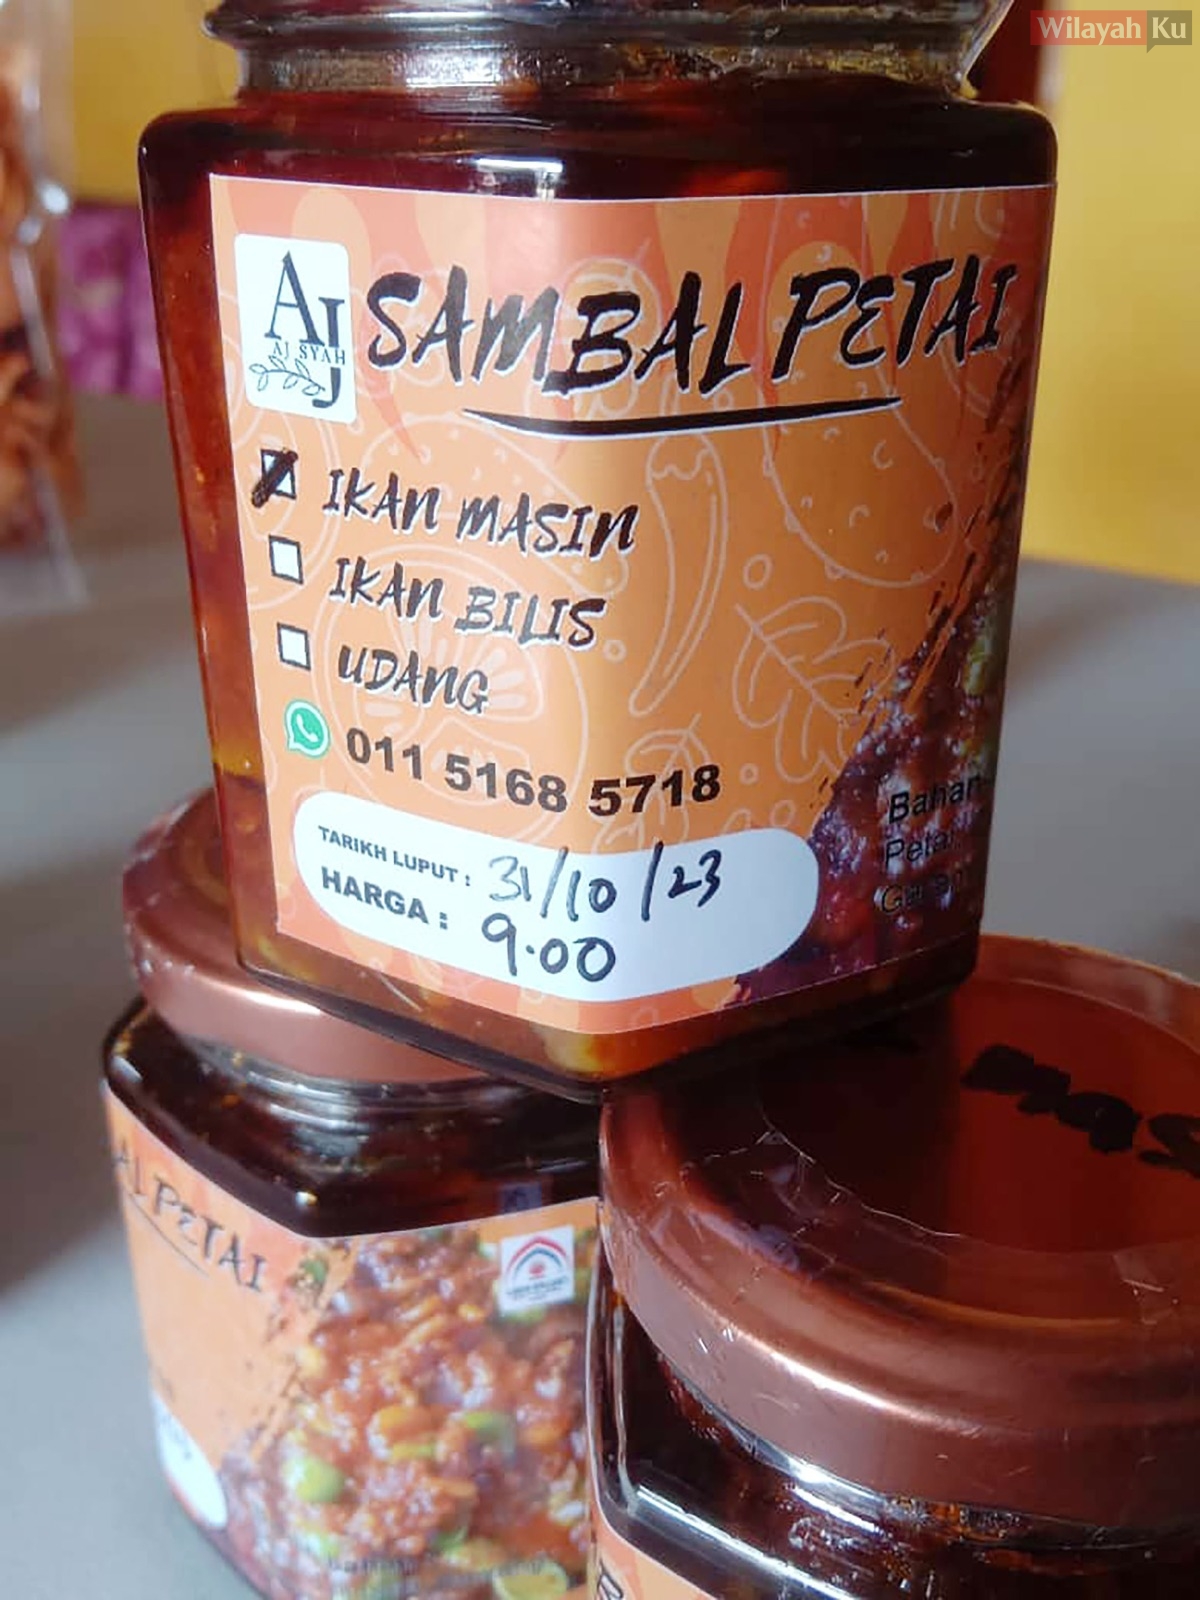 Wilayah Ku
AJ
AJ SYAH
SAMBAL PETAI
IKAN MASIN
IKAN BILIS
UDANG
011 5168 5718
TARIKH LUPUT : 31/10/23
HARGA : 9.00
Bahan
Petai
PETAI